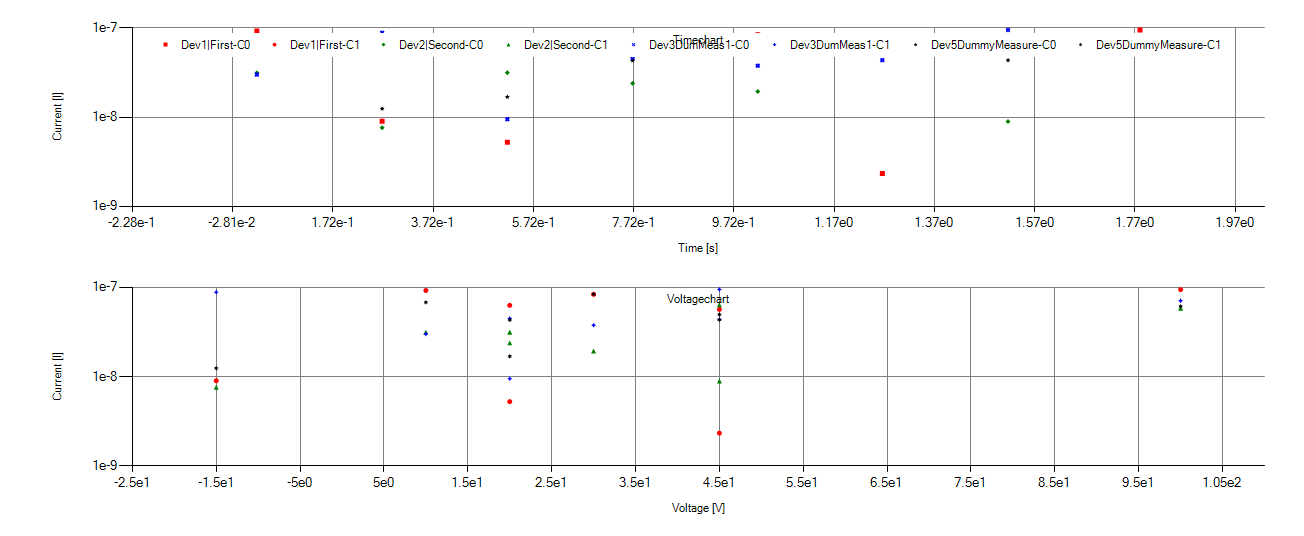 1e-7
Timechart
Dev1|First-C0 Dev1|First-C1 Dev2|Second-C0 Dev2|Second-C1 Dev3DumMeas1-C0 Dev3DumMeas1-C1 Dev5DummyMeasure-C0 Dev5DummyMeasure-C1
Current [I]
1e-8
1e-9
-2.28e-1 -2.81e-2 1.72e-1 3.72e-1 5.72e-1 7.72e-1 9.72e-1 1.17e0 1.37e0 1.57e0 1.77e0 1.97e0
Time [s]
1e-7
Voltagechart
Current [I]
1e-8
1e-9
-2.5e1 -1.5e1 -5e0 5e0 1.5e1 2.5e1 3.5e1 4.5e1 5.5e1 6.5e1 7.5e1 8.5e1 9.5e1 1.05e2
Voltage [V]